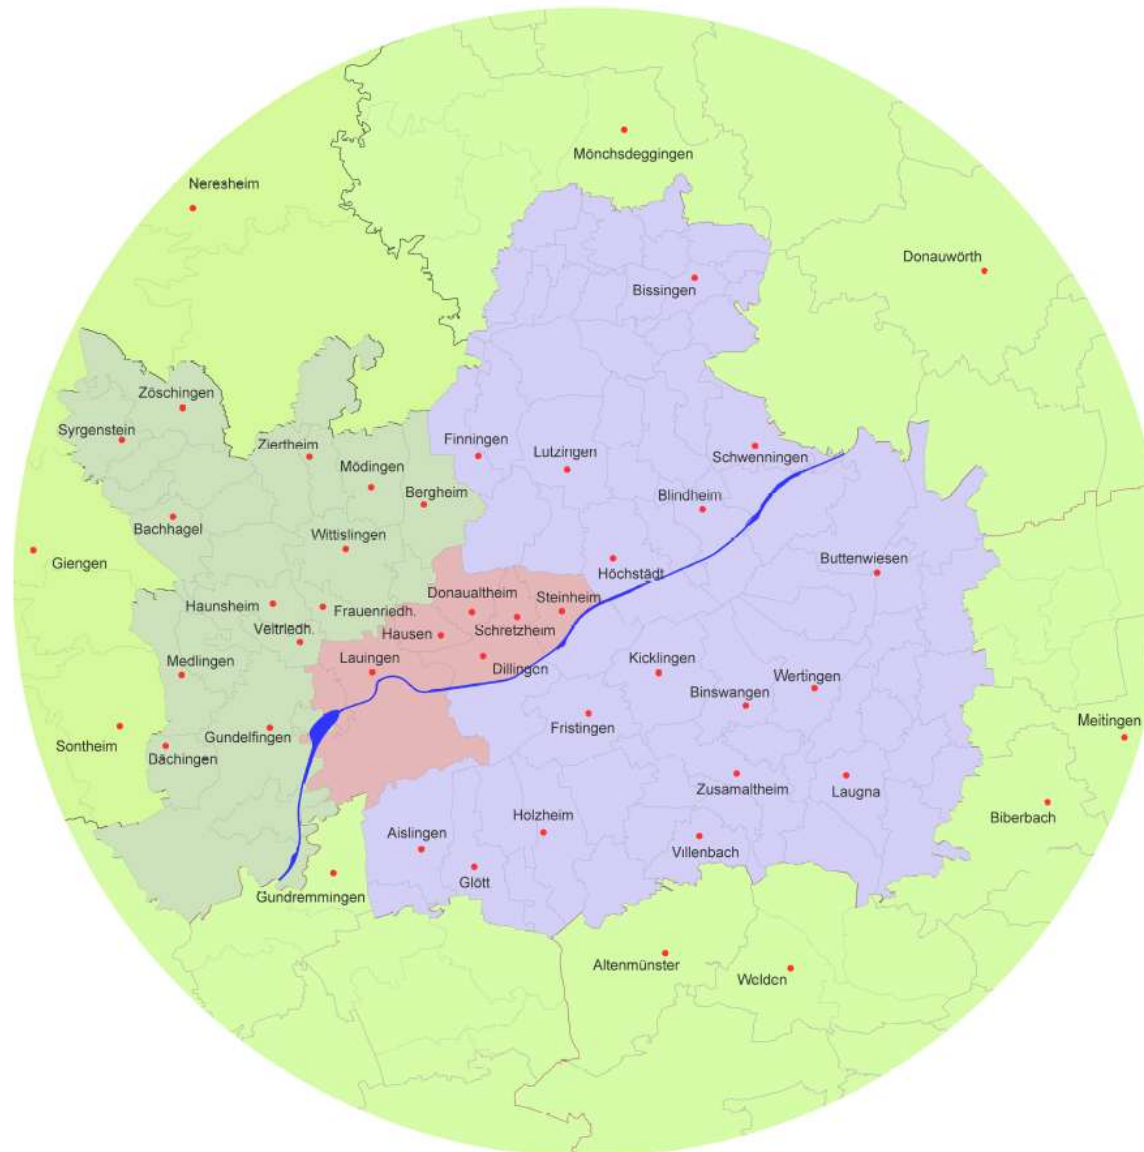 Mönchsdeggingen
Neresheim
Donauwörth
Bissingen
Zöschingen
Syrgenstein
Ziertheim
Finningen
Lutzingen
Schwenningen
Mödingen
Bergheim
Blindheim
Bachhagel
Wittislingen
Giengen
Höchstädt
Buttenwiesen
Haunsheim
Frauenriedh.
Donaualtheim
Steinheim
Veitriedh.
Hausen
Schretzheim
Medlingen
Lauingen
Dillingen
Kicklingen
Binswangen
Wertingen
Gundelfingen
Fristingen
Meitingen
Sontheim
Dächingen
Zusamaltheim
Laugna
Biberbach
Holzheim
Aislingen
Villenbach
Glött
Gundremmingen
Altenmünster
Welden